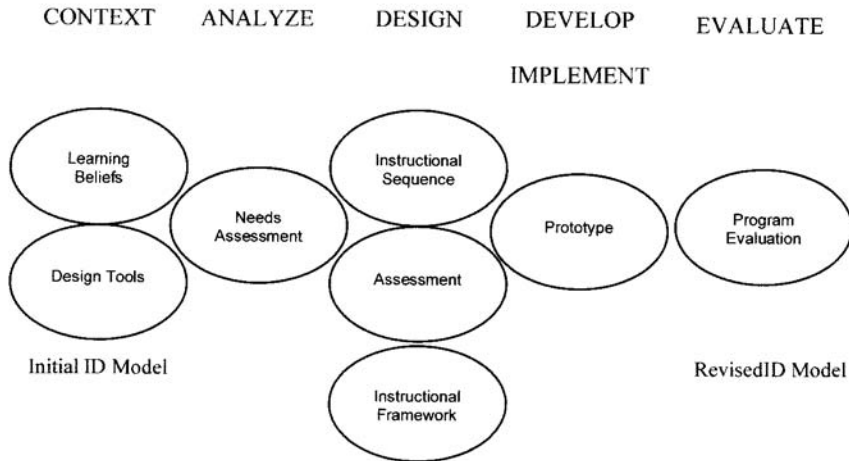 CONTEXT
ANALYZE
DESIGN
DEVELOP
EVALUATE
IMPLEMENT
Learning
Beliefs
Instructional
Sequence
Needs
Assessment
Prototype
Program
Evaluation
Design Tools
Assessment
Initial ID Model
RevisedID Model
Instructional
Framework